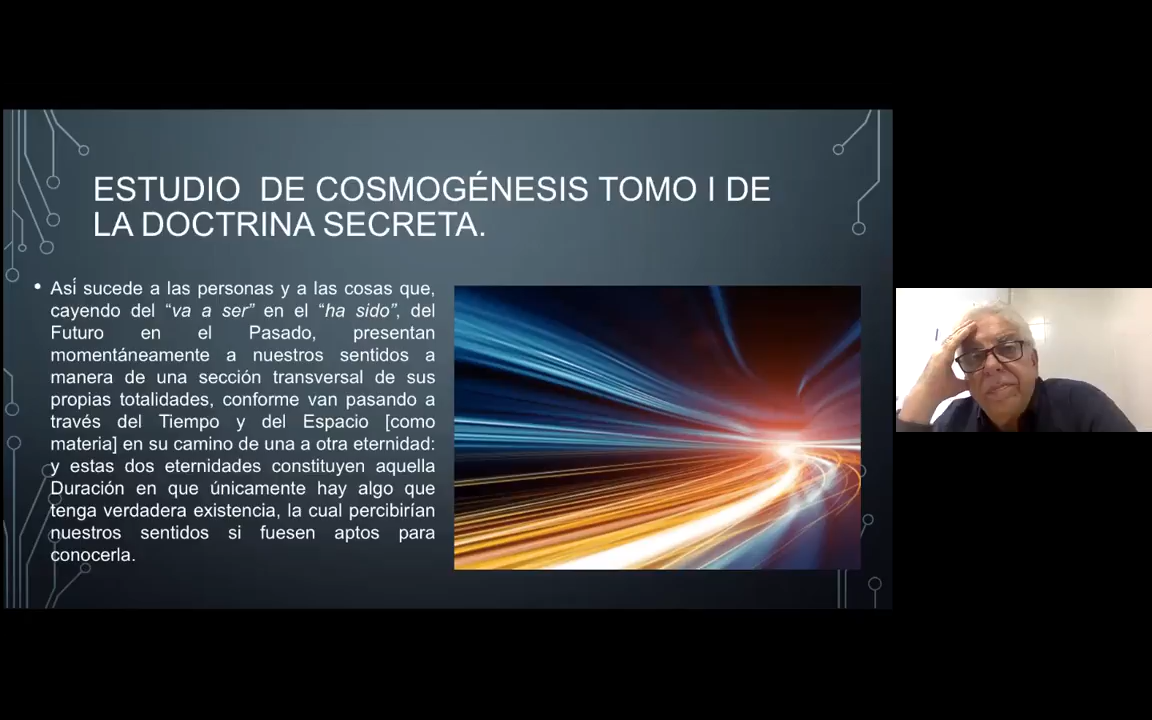 ESTUDIO DE COSMOGÉNESIS TOMO I DE
LA DOCTRINA SECRETA.
• Así sucede a las personas y a las cosas que,
cayendo del “va a ser” en el “ha sido”, del
Futuro en el Pasado, presentan
momentáneamente a nuestros sentidos a
manera de una sección transversal de sus
propias totalidades, conforme van pasando a
través del Tiempo y del Espacio [como
materia] en su camino de una a otra eternidad:
y estas dos eternidades constituyen aquella
Duración en que únicamente hay algo que
tenga verdadera existencia, la cual percibirían
nuestros sentidos si fuesen aptos para
conocerla.